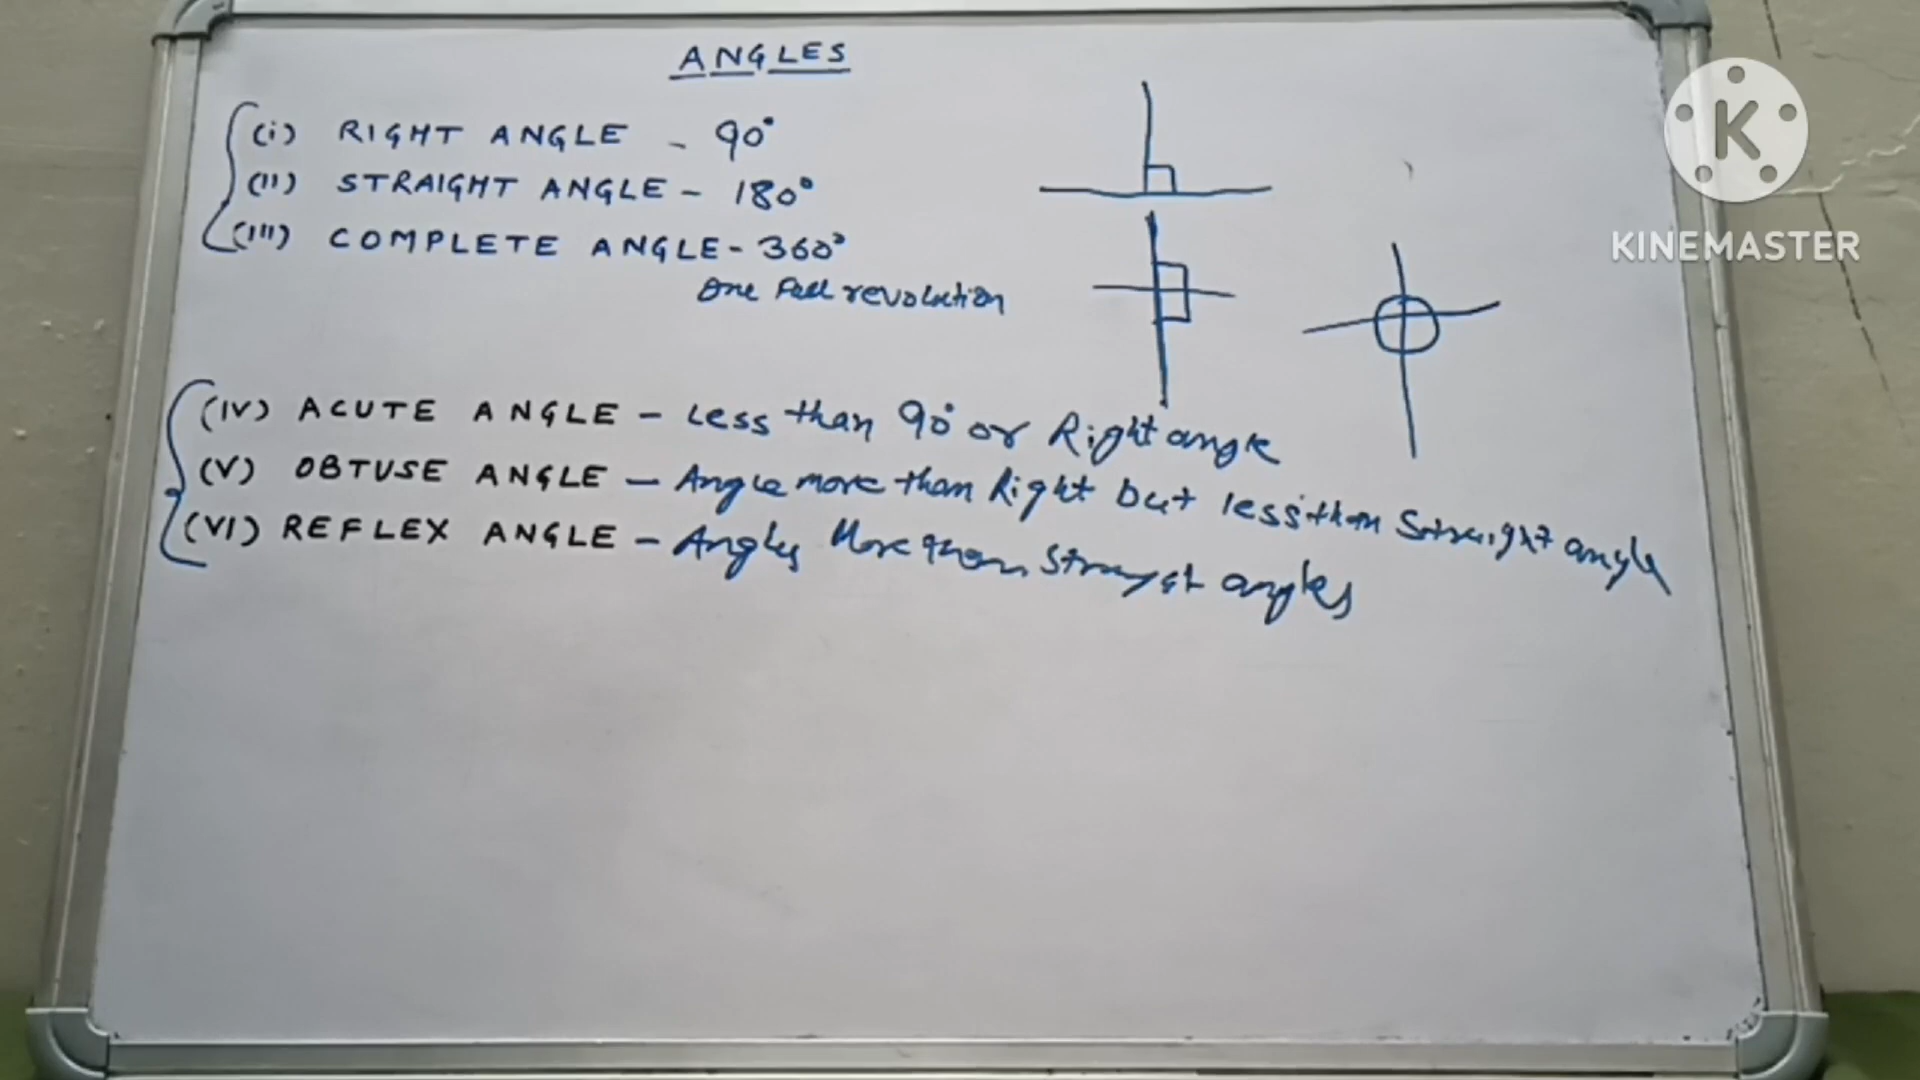 ANGLES
(i) RIGHT ANGLE - 90°
(II) STRAIGHT ANGLE - 180°
(III) COMPLETE ANGLE - 360°
One Full revolution
(IV) ACUTE ANGLE - Less than 90° or Right angle
(V) OBTUSE ANGLE - Angle more than Right but less than Straight angle
(VI) REFLEX ANGLE - Angles More than Straight angles
K
KINEMASTER